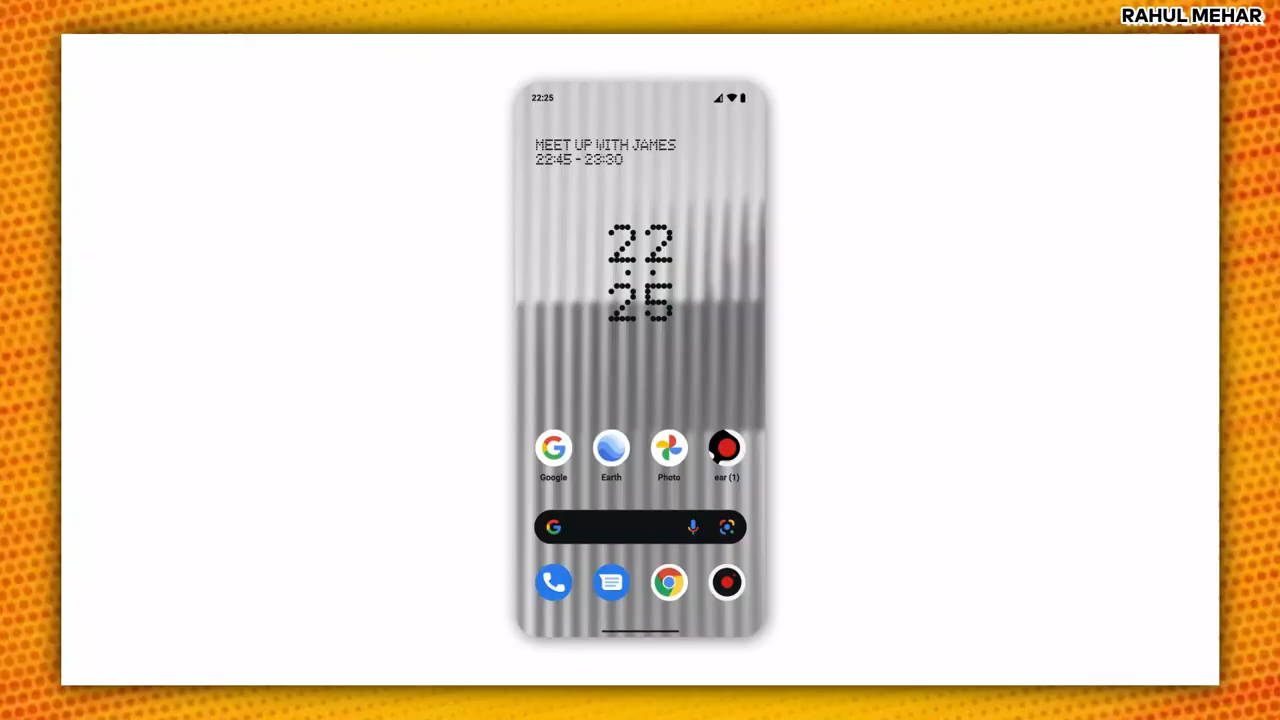 RAHUL MEHAR
22:25
MEET UP WITH JAMES
22:45 - 23:30
22
:
25
Google
Earth
Photo
ear (1)